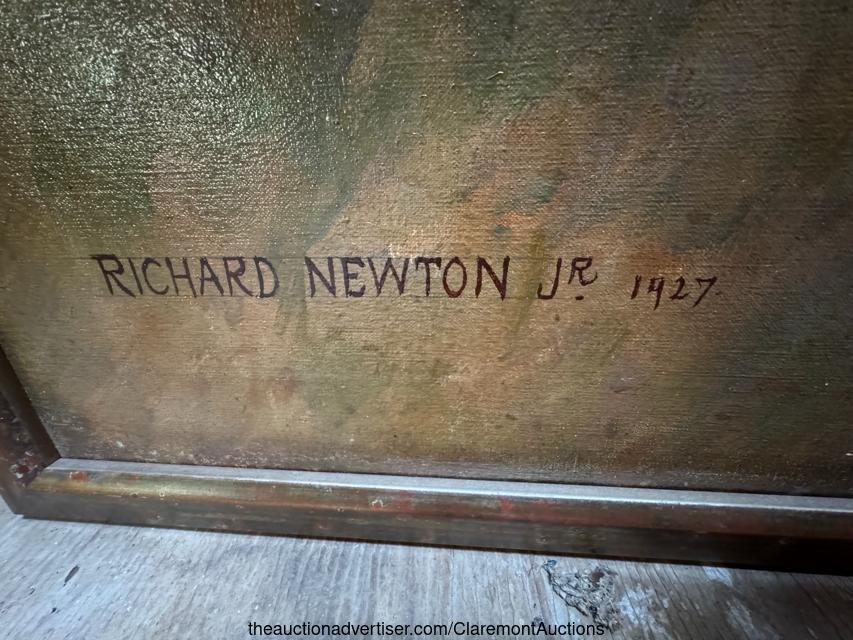 RICHARD NEWTON JR. 1927.
theauctionadvertiser.com/ClaremontAuctions